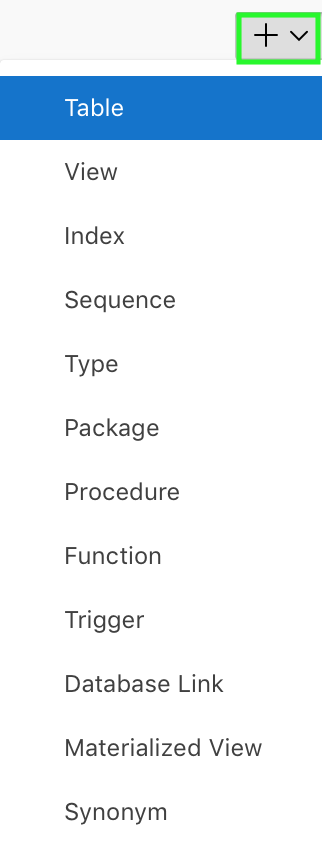 Table
View
Index
Sequence
Type
Package
Procedure
Function
Trigger
Database Link
Materialized View
Synonym